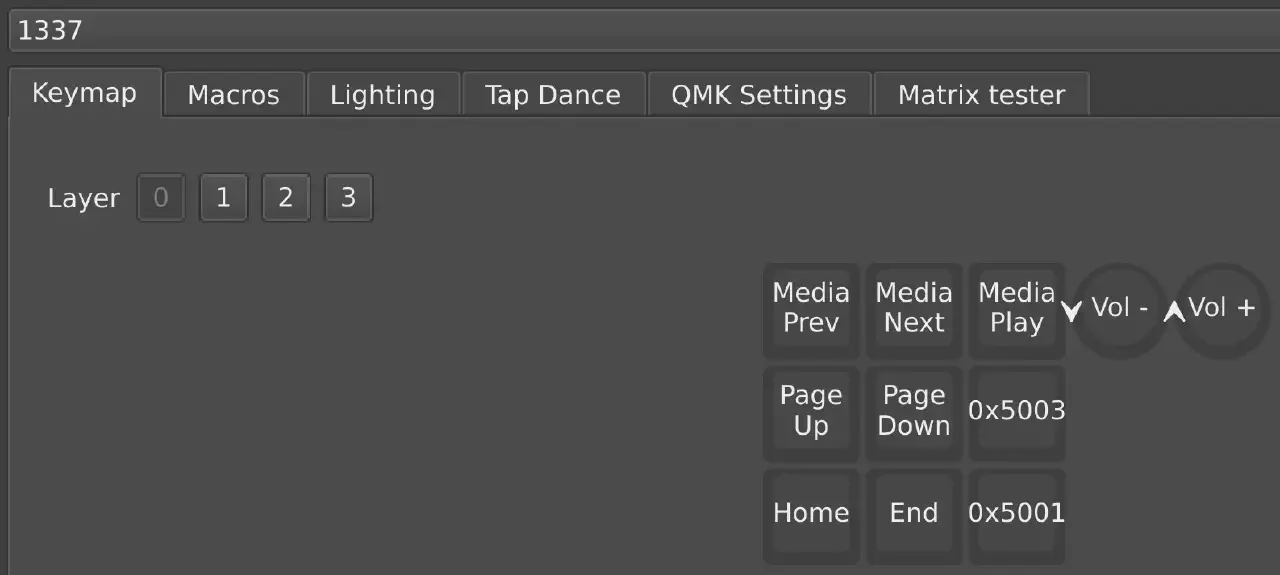 1337
Keymap Macros Lighting Tap Dance QMK Settings Matrix tester
Layer 0 1 2 3
Media Media Media
Prev Next Play Vol - Vol +
Page Page
Up Down 0x5003
Home End 0x5001